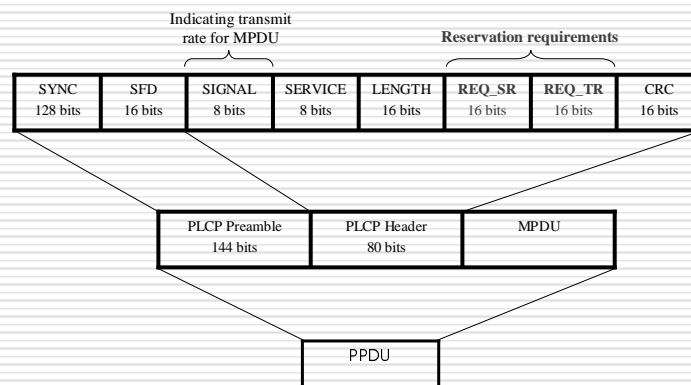 Indicating transmit
rate for MPDU
Reservation requirements
SYNC SFD SIGNAL SERVICE LENGTH REQ_SR REQ_TR CRC
128 bits 16 bits 8 bits 8 bits 16 bits 16 bits 16 bits 16 bits
PLCP Preamble PLCP Header MPDU
144 bits 80 bits
PPDU